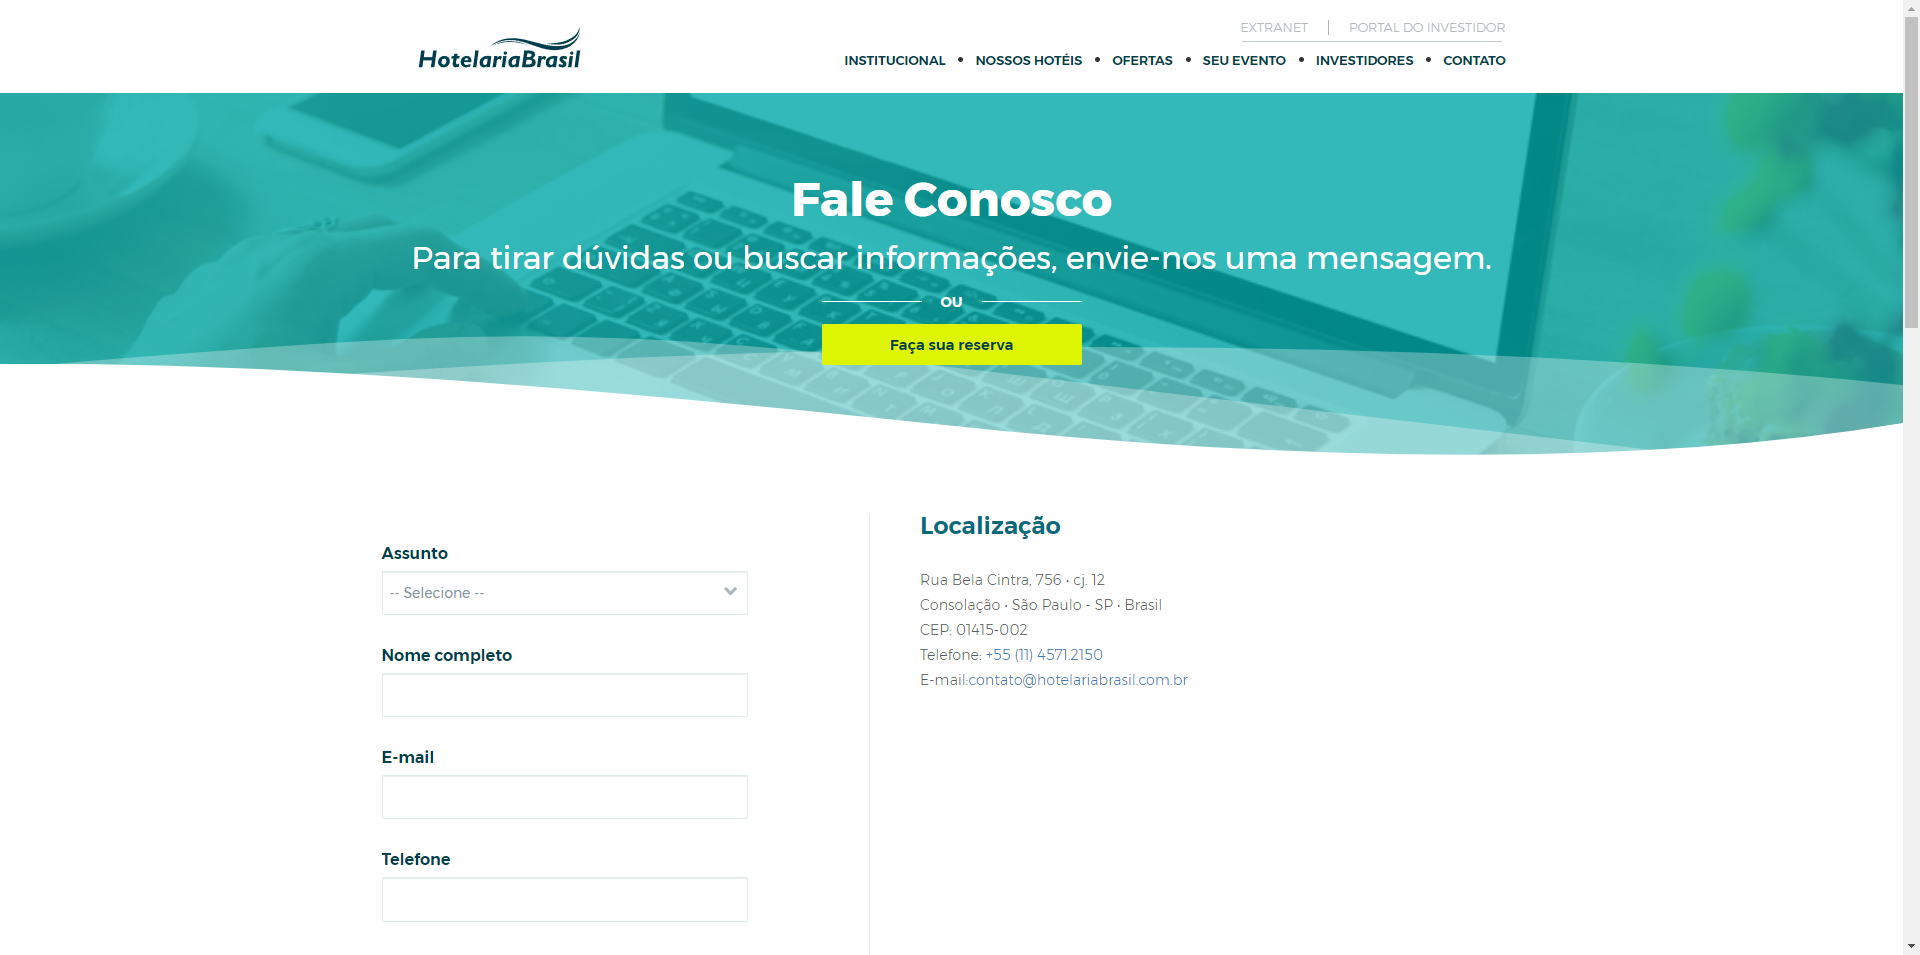 HotelariaBrasil
EXTRANET
PORTAL DO INVESTIDOR
INSTITUCIONAL • NOSSOS HOTÉIS • OFERTAS • SEU EVENTO • INVESTIDORES • CONTATO
Fale Conosco
Para tirar dúvidas ou buscar informações, envie-nos uma mensagem.
OU
Faça sua reserva
Assunto
-- Selecione --
Nome completo
E-mail
Telefone
Localização
Rua Bela Cintra, 756 • cj. 12
Consolação • São Paulo - SP • Brasil
CEP: 01415-002
Telefone: +55 (11) 4571.2150
E-mail:contato@hotelariabrasil.com.br